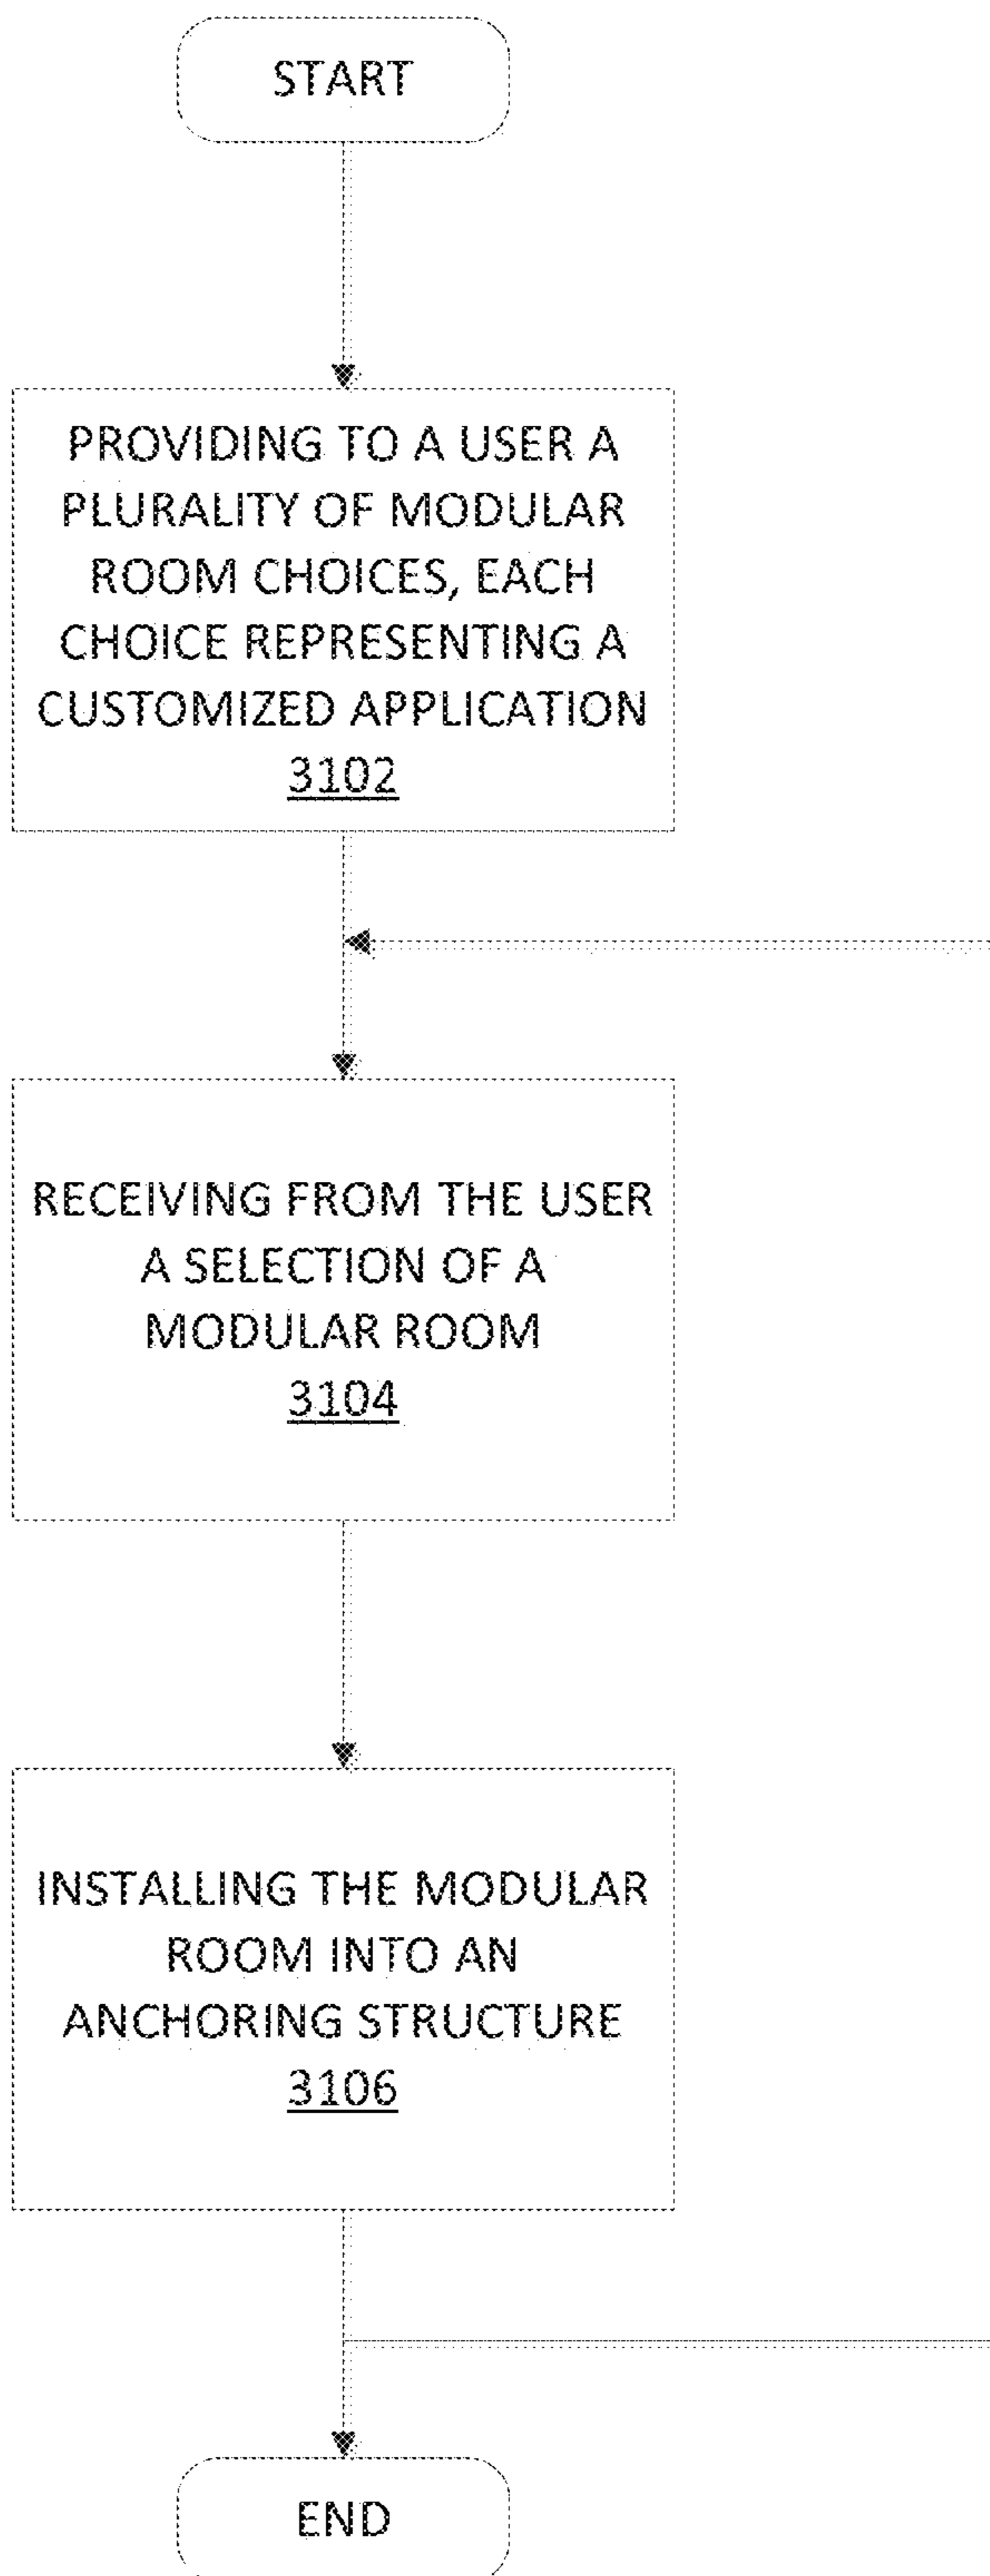 START
PROVIDING TO A USER A
PLURALITY OF MODULAR
ROOM CHOICES, EACH
CHOICE REPRESENTING A
CUSTOMIZED APPLICATION
3102
RECEIVING FROM THE USER
A SELECTION OF A
MODULAR ROOM
3104
INSTALLING THE MODULAR
ROOM INTO AN
ANCHORING STRUCTURE
3106
END